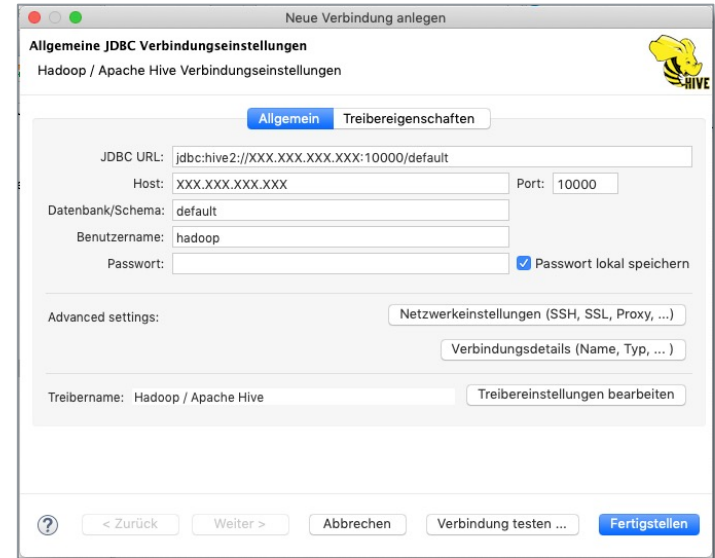 Neue Verbindung anlegen
Allgemeine JDBC Verbindungseinstellungen
Hadoop / Apache Hive Verbindungseinstellungen
HIVE
Allgemein Treibereigenschaften
JDBC URL: jdbc:hive2://XXX.XXX.XXX.XXX:10000/default
Host: XXX.XXX.XXX.XXX Port: 10000
Datenbank/Schema: default
Benutzername: hadoop
Passwort: Passwort lokal speichern
Advanced settings: Netzwerkeinstellungen (SSH, SSL, Proxy, ...)
Verbindungsdetails (Name, Typ, ... )
Treibername: Hadoop / Apache Hive Treibereinstellungen bearbeiten
? < Zurück Weiter > Abbrechen Verbindung testen ... Fertigstellen